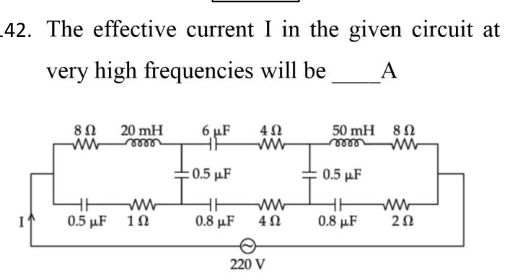 42. The effective current I in the given circuit at
very high frequencies will be ____A
8 Ω 20 mH 6 μF 4 Ω 50 mH 8 Ω
0.5 μF 0.5 μF
0.5 μF 1 Ω 0.8 μF 4 Ω 0.8 μF 2 Ω
I
220 V